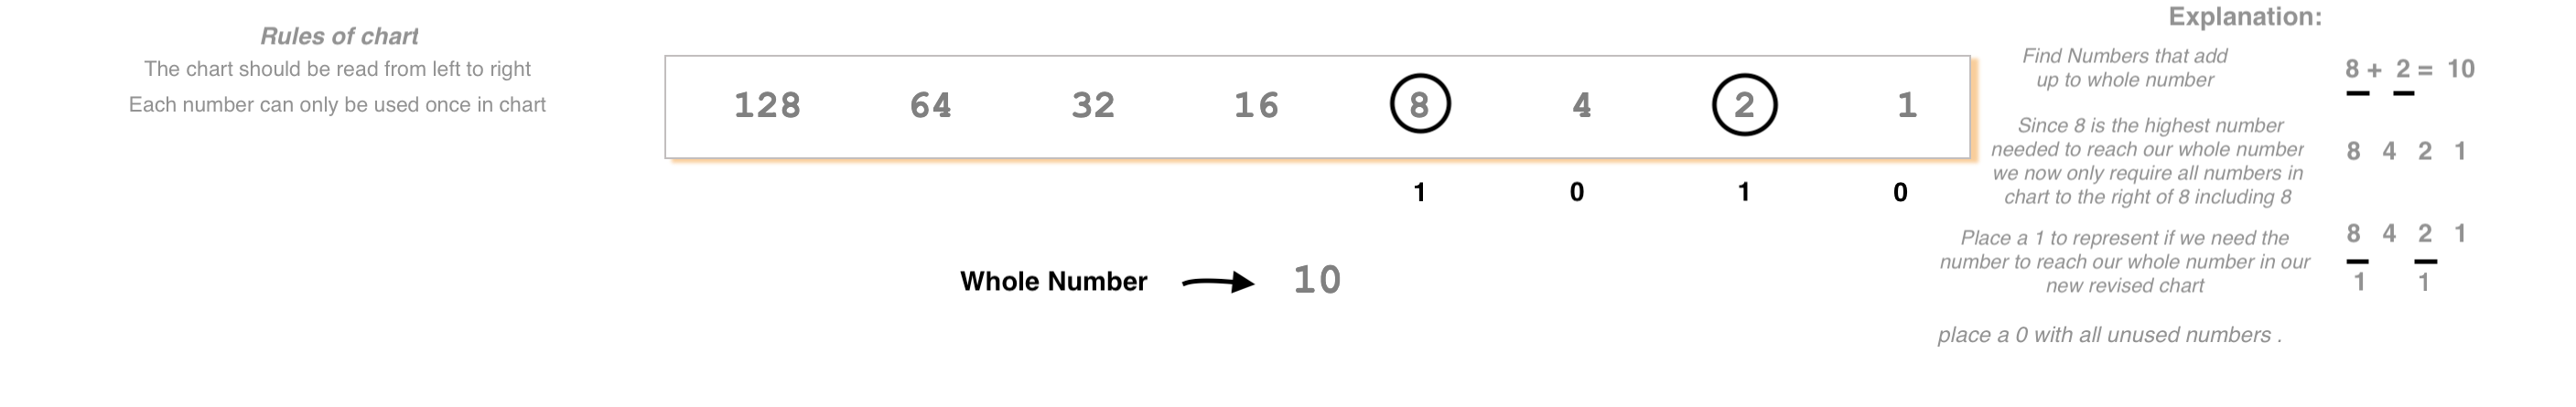 Rules of chart
The chart should be read from left to right
Each number can only be used once in chart
128 64 32 16 8 4 2 1
1 0 1 0
Whole Number 10
Explanation:
Find Numbers that add
up to whole number
8 + 2 = 10
Since 8 is the highest number
needed to reach our whole number
we now only require all numbers in
chart to the right of 8 including 8
8 4 2 1
Place a 1 to represent if we need the
number to reach our whole number in our
new revised chart
8 4 2 1
1 1
place a 0 with all unused numbers .